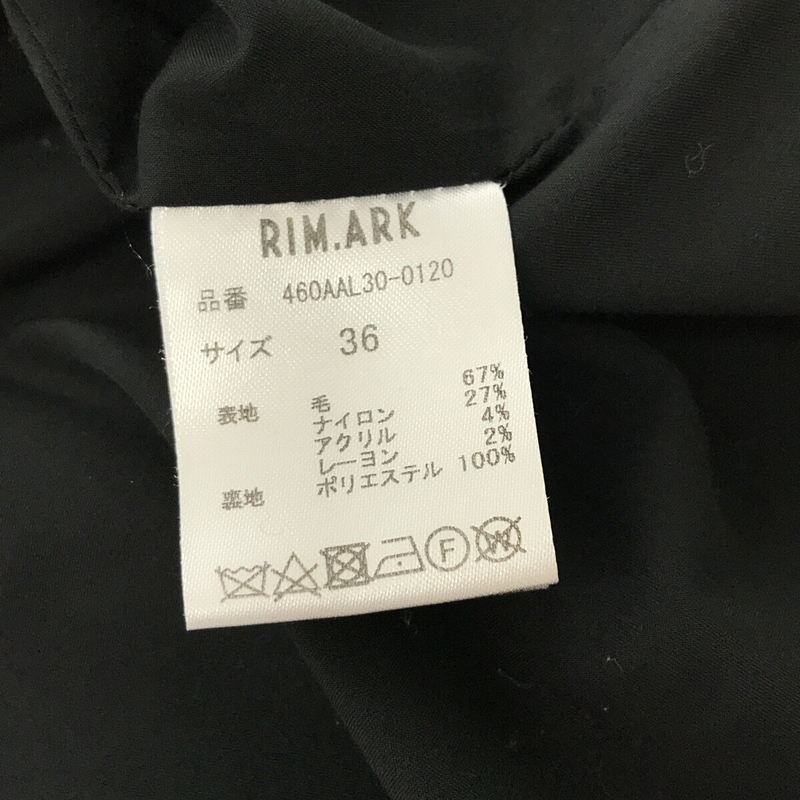 RIM.ARK
品番 460AAL30-0120
サイズ 36
表地 毛 67%
ナイロン 27%
アクリル 4%
レーヨン 2%
裏地 ポリエステル 100%
F
W